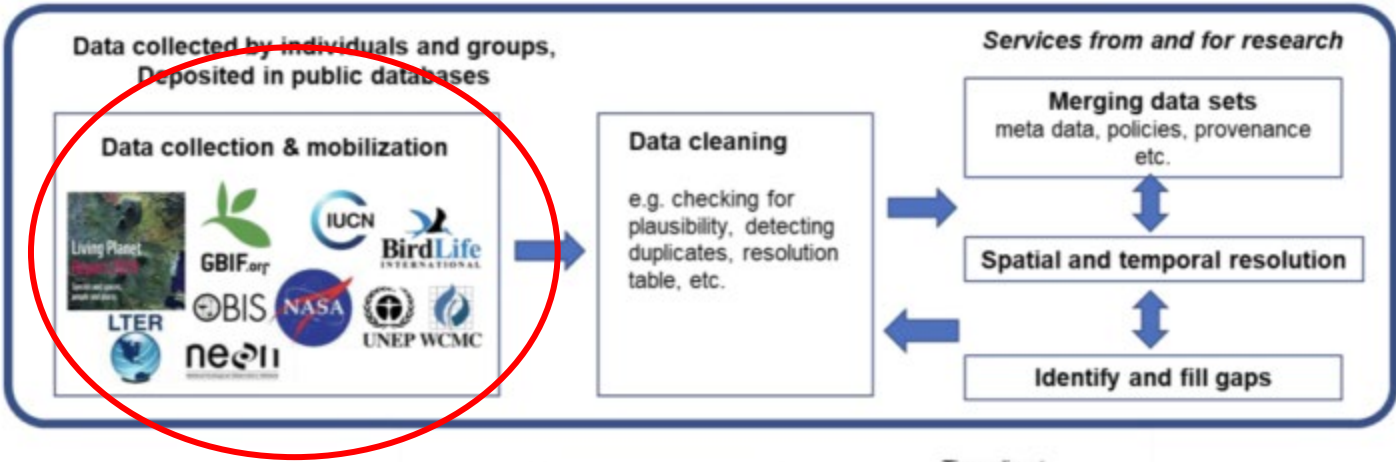 Data collected by individuals and groups,
Deposited in public databases
Data collection & mobilization
Living Planet
GBIF.org
IUCN
BirdLife
INTERNATIONAL
OBIS
NASA
UNEP WCMC
LTER
neon
Data cleaning
e.g. checking for
plausibility, detecting
duplicates, resolution
table, etc.
Services from and for research
Merging data sets
meta data, policies, provenance
etc.
Spatial and temporal resolution
Identify and fill gaps